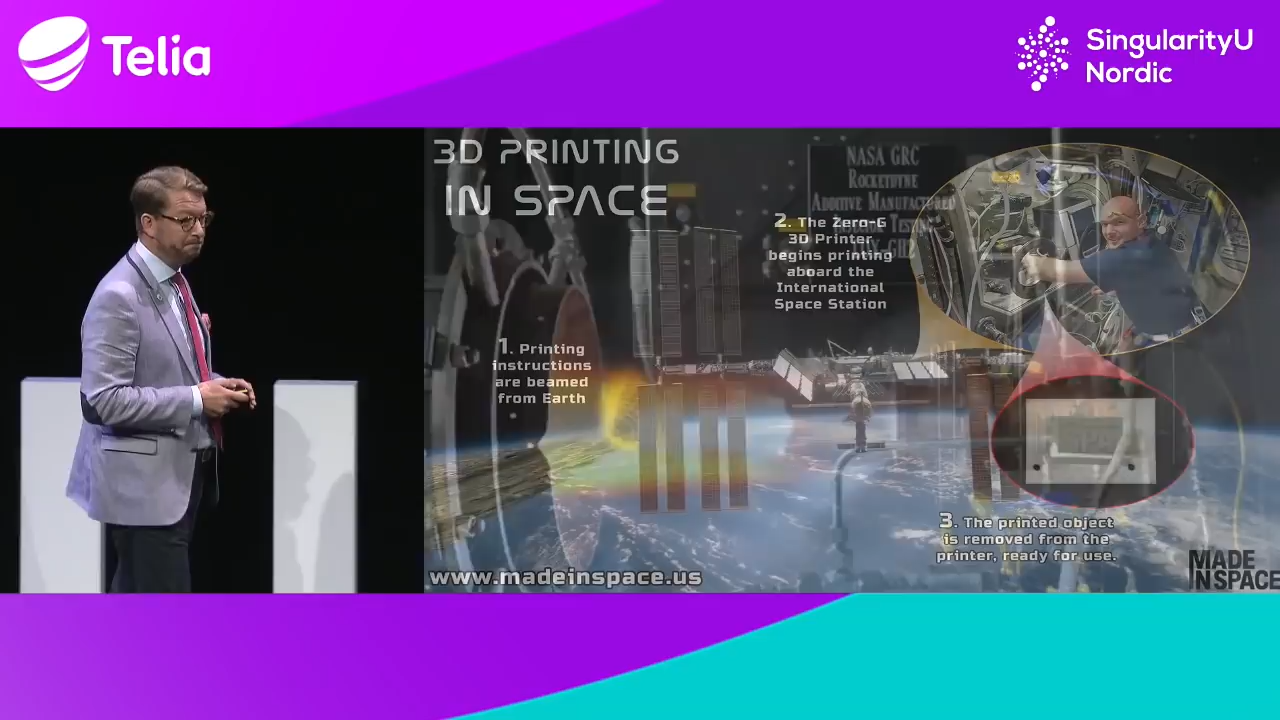 Telia
SingularityU
Nordic
3D PRINTING
IN SPACE
NASA GRC
ROCKETDYNE
ADDITIVE MANUFACTURED
2. The Zero-G
3D Printer
begins printing
aboard the
International
Space Station
1. Printing
instructions
are beamed
from Earth
3. The printed object
is removed from the
printer, ready for use.
www.madeinspace.us
MADE
IN SPACE